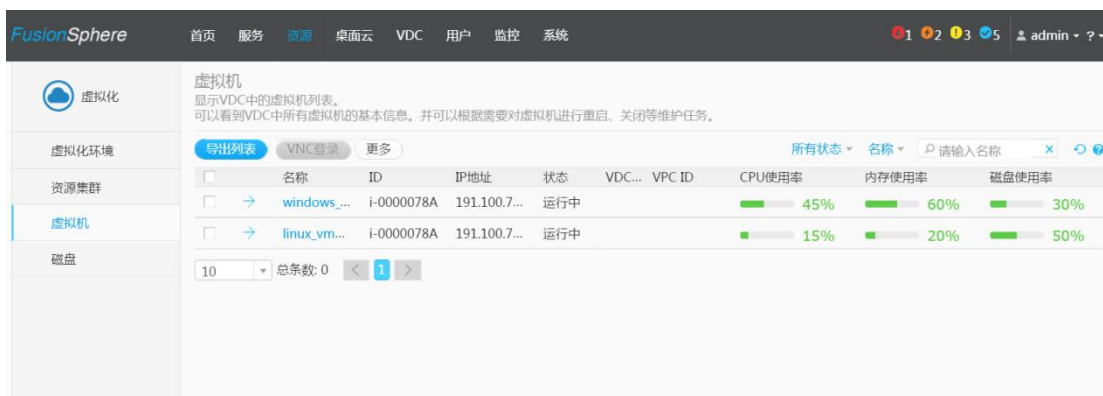 FusionSphere 首页 服务 资源 桌面云 VDC 用户 监控 系统 1 2 3 5 admin ?
虚拟化
虚拟机
显示VDC中的虚拟机列表。
可以看到VDC中所有虚拟机的基本信息。并可以根据需要对虚拟机进行重启、关闭等维护任务。
虚拟化环境
资源集群
虚拟机
磁盘
导出列表 VNC登录 更多 所有状态 名称 请输入名称 x
名称 ID IP地址 状态 VDC... VPC ID CPU使用率 内存使用率 磁盘使用率
windows_... i-0000078A 191.100.7... 运行中 45% 60% 30%
linux_vm... i-0000078A 191.100.7... 运行中 15% 20% 50%
10 总条数: 0 < 1 >